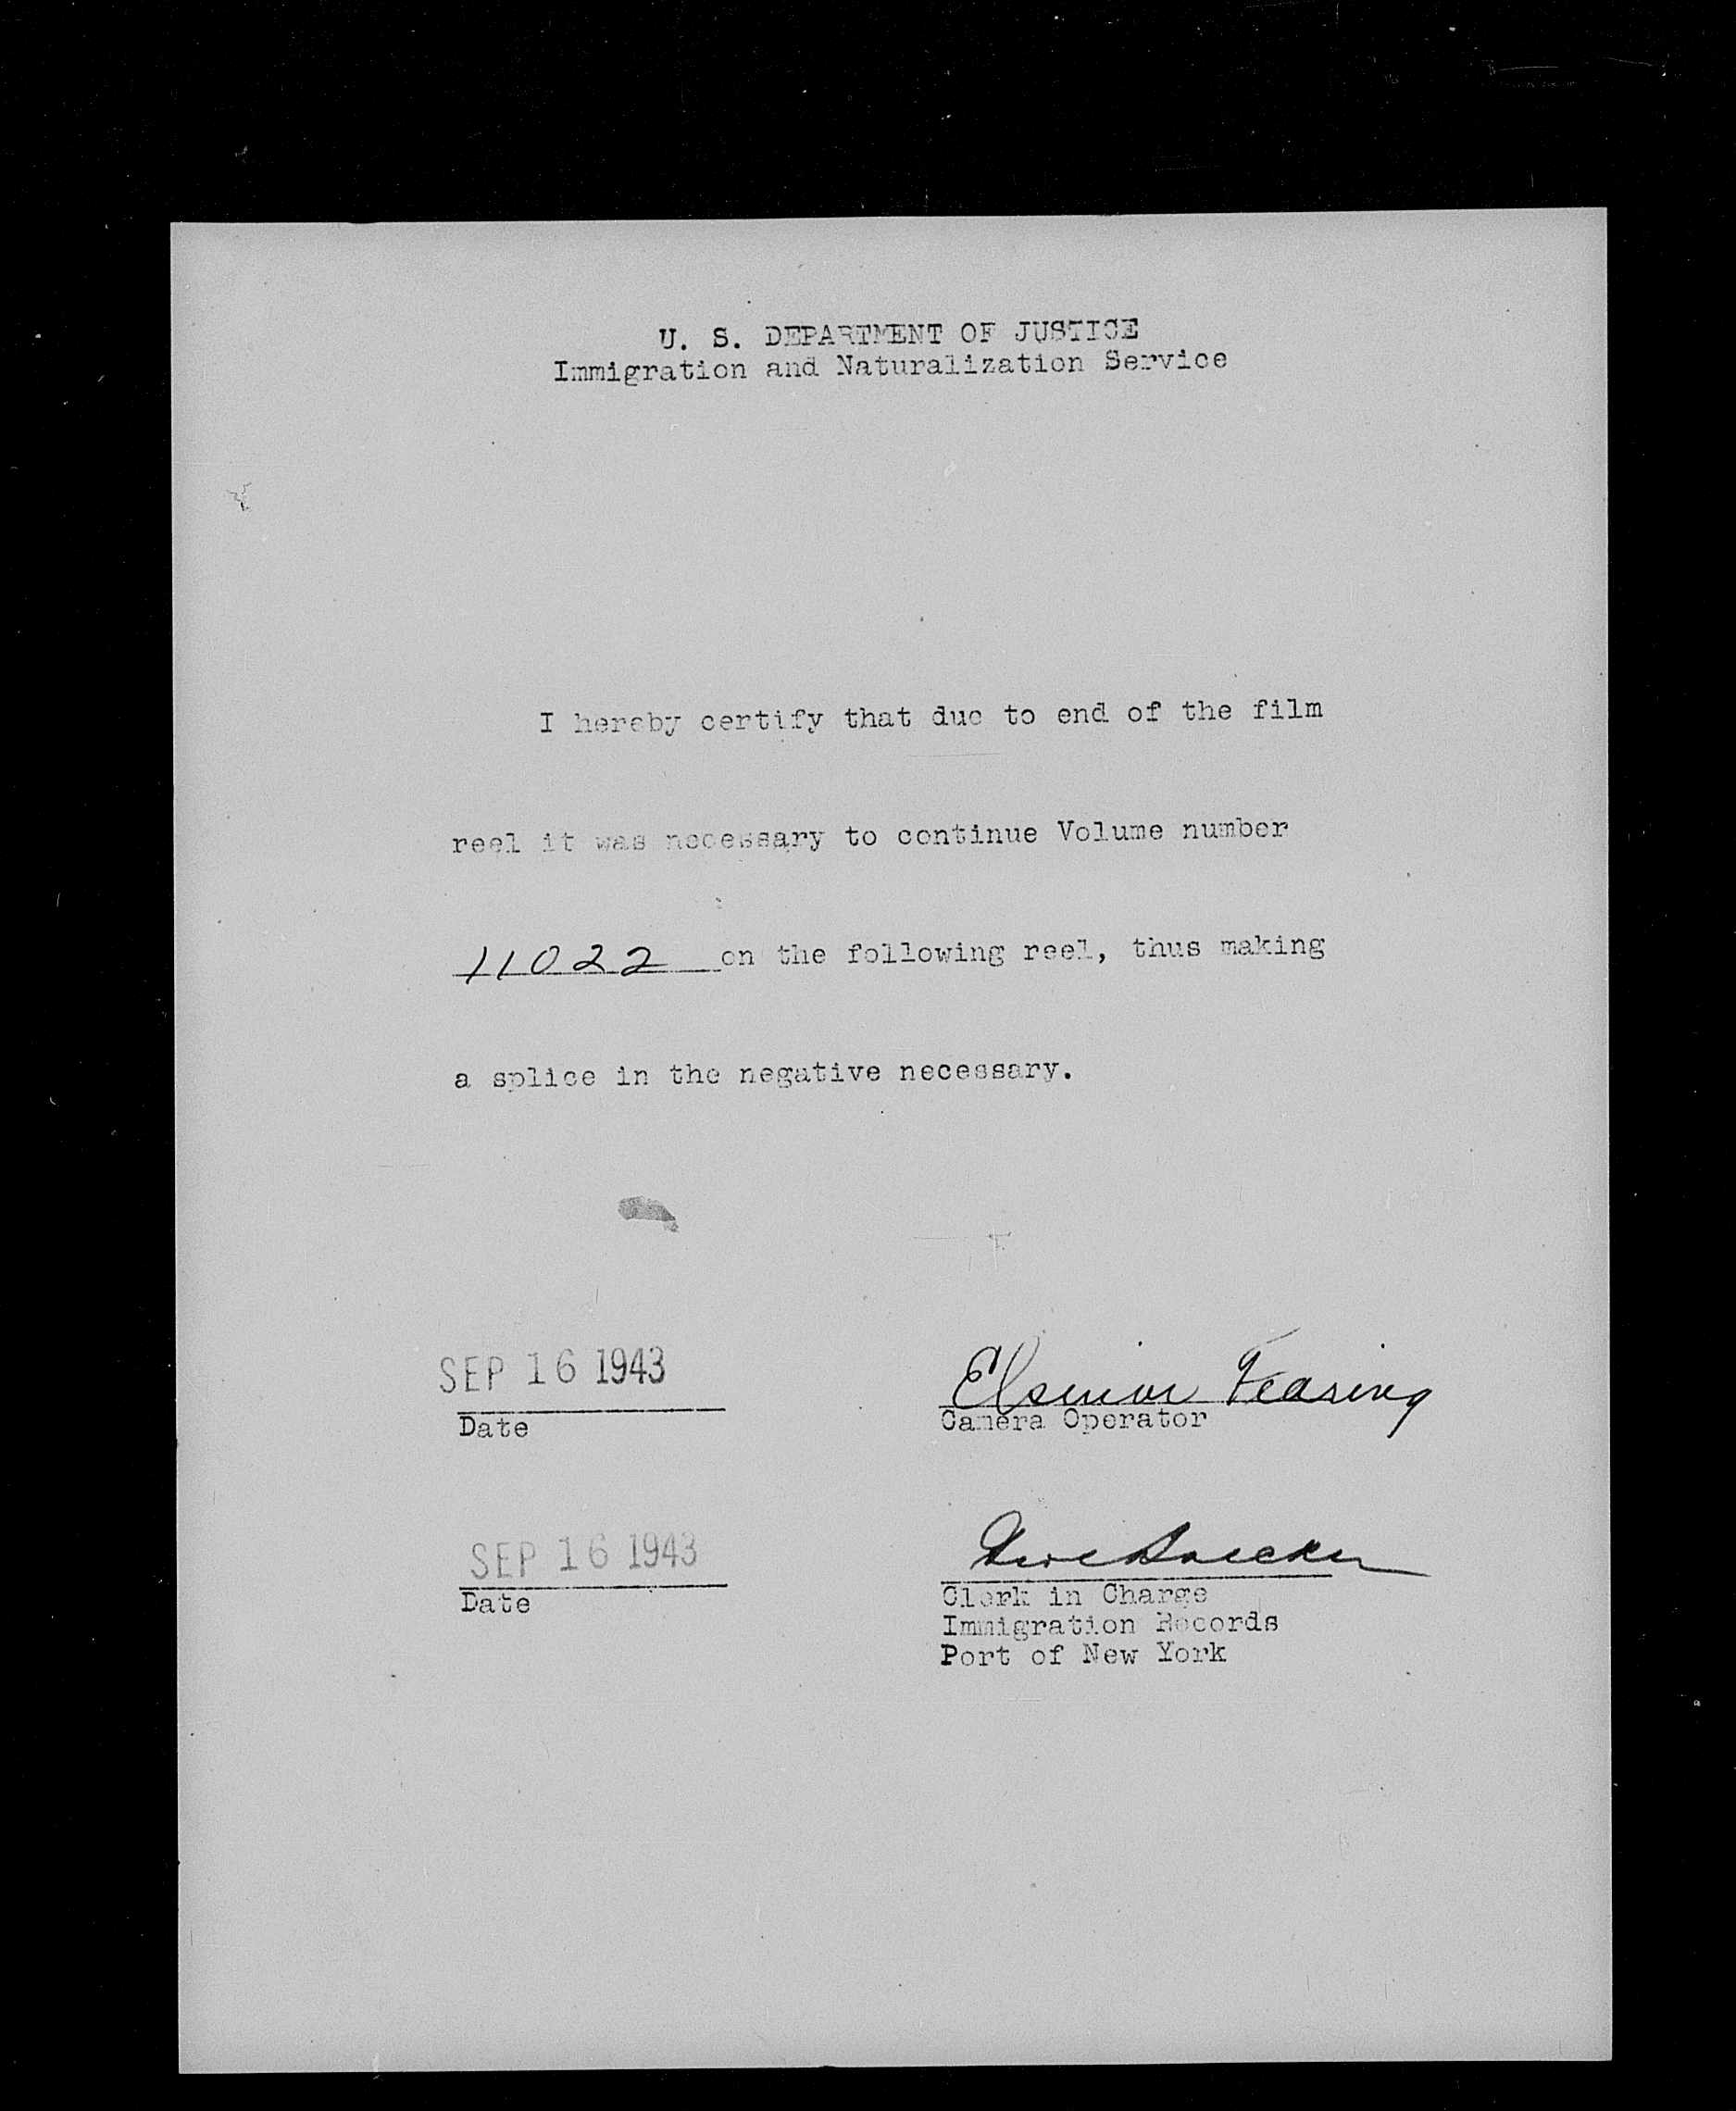 U. S. DEPARTMENT OF JUSTICE
Immigration and Naturalization Service
I hereby certify that due to end of the film
reel it was necessary to continue Volume number
11022 on the following reel, thus making
a splice in the negative necessary.
SEP 16 1943
Date
Feasing
Camera Operator
SEP 16 1943
Date
Clerk in Charge
Immigration Records
Port of New York